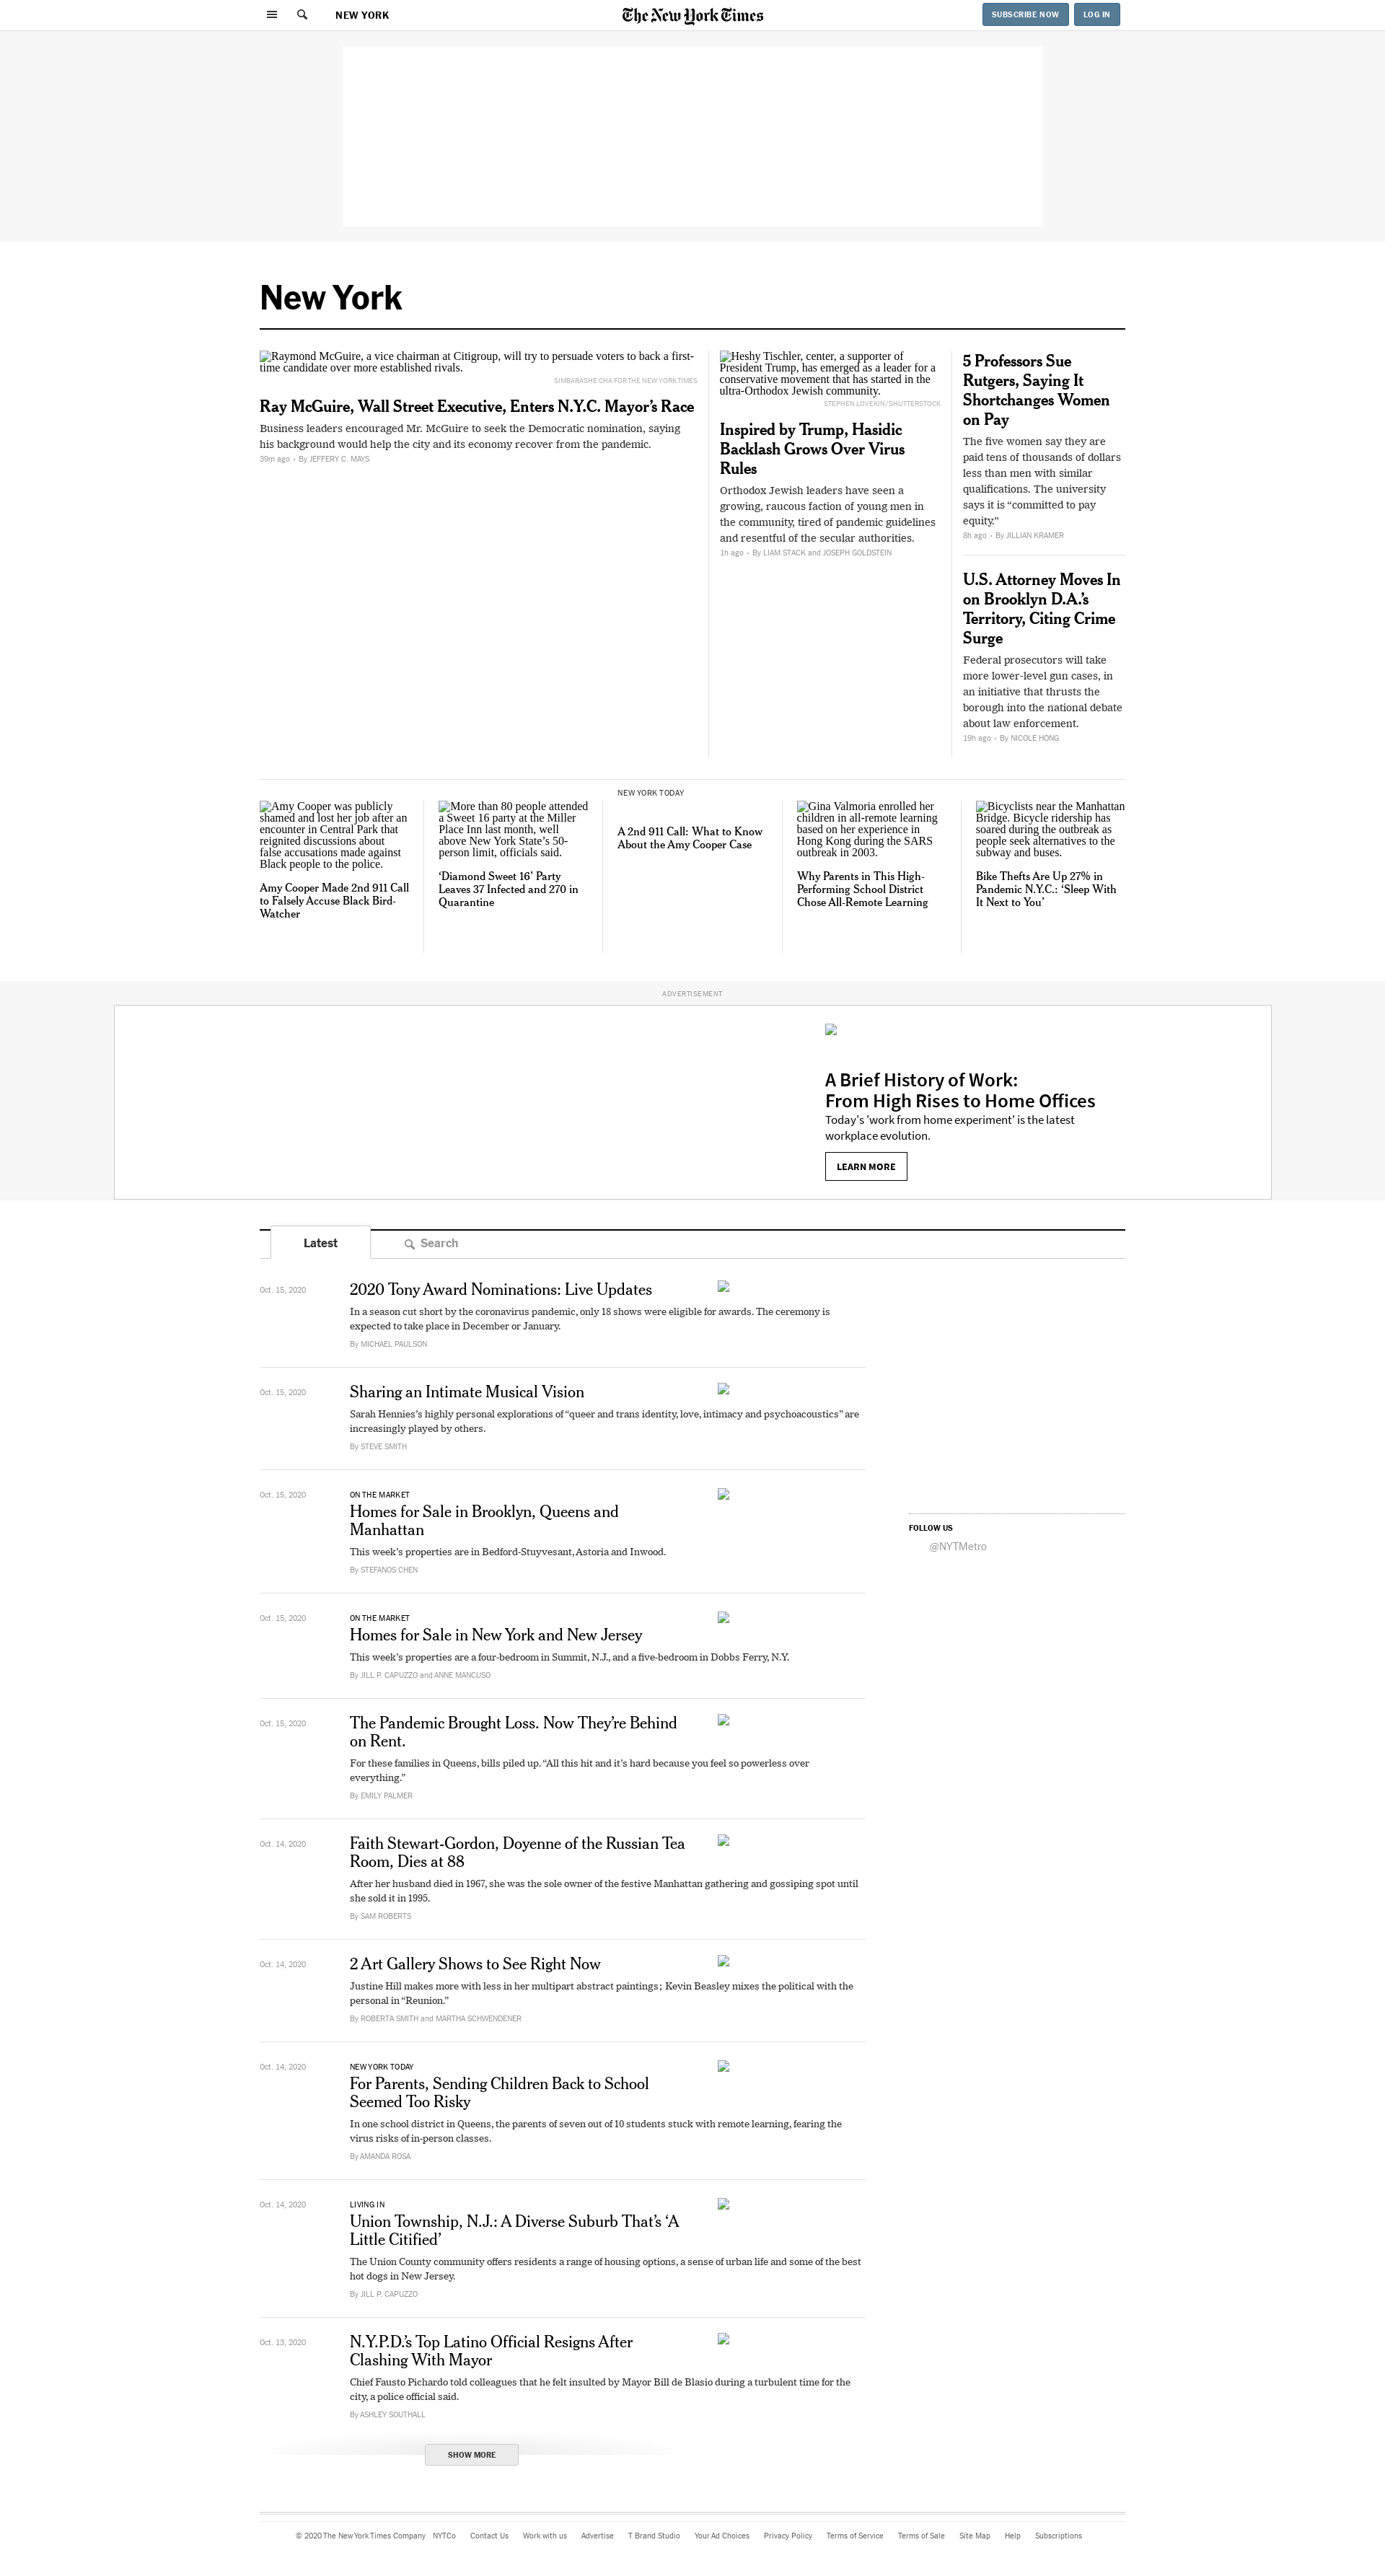 NEW YORK
The New York Times
SUBSCRIBE NOW
LOG IN
New York
Raymond McGuire, a vice chairman at Citigroup, will try to persuade voters to back a first-
time candidate over more established rivals.
SIMBARASHE CHA FOR THE NEW YORK TIMES
Ray McGuire, Wall Street Executive, Enters N.Y.C. Mayor’s Race
Business leaders encouraged Mr. McGuire to seek the Democratic nomination, saying
his background would help the city and its economy recover from the pandemic.
39m ago • By JEFFERY C. MAYS
Heshy Tischler, center, a supporter of
President Trump, has emerged as a leader for a
conservative movement that has started in the
ultra-Orthodox Jewish community.
STEPHEN LOVEKIN/SHUTTERSTOCK
Inspired by Trump, Hasidic
Backlash Grows Over Virus
Rules
Orthodox Jewish leaders have seen a
growing, raucous faction of young men in
the community, tired of pandemic guidelines
and resentful of the secular authorities.
1h ago • By LIAM STACK and JOSEPH GOLDSTEIN
5 Professors Sue
Rutgers, Saying It
Shortchanges Women
on Pay
The five women say they are
paid tens of thousands of dollars
less than men with similar
qualifications. The university
says it is “committed to pay
equity.”
8h ago • By JILLIAN KRAMER
U.S. Attorney Moves In
on Brooklyn D.A.’s
Territory, Citing Crime
Surge
Federal prosecutors will take
more lower-level gun cases, in
an initiative that thrusts the
borough into the national debate
about law enforcement.
19h ago • By NICOLE HONG
Amy Cooper was publicly
shamed and lost her job after an
encounter in Central Park that
reignited discussions about
false accusations made against
Black people to the police.
Amy Cooper Made 2nd 911 Call
to Falsely Accuse Black Bird-
Watcher
More than 80 people attended
a Sweet 16 party at the Miller
Place Inn last month, well
above New York State’s 50-
person limit, officials said.
‘Diamond Sweet 16’ Party
Leaves 37 Infected and 270 in
Quarantine
NEW YORK TODAY
A 2nd 911 Call: What to Know
About the Amy Cooper Case
Gina Valmoria enrolled her
children in all-remote learning
based on her experience in
Hong Kong during the SARS
outbreak in 2003.
Why Parents in This High-
Performing School District
Chose All-Remote Learning
Bicyclists near the Manhattan
Bridge. Bicycle ridership has
soared during the outbreak as
people seek alternatives to the
subway and buses.
Bike Thefts Are Up 27% in
Pandemic N.Y.C.: ‘Sleep With
It Next to You’
ADVERTISEMENT
A Brief History of Work:
From High Rises to Home Offices
Today's 'work from home experiment' is the latest
workplace evolution.
LEARN MORE
Latest
Search
Oct. 15, 2020
2020 Tony Award Nominations: Live Updates
In a season cut short by the coronavirus pandemic, only 18 shows were eligible for awards. The ceremony is
expected to take place in December or January.
By MICHAEL PAULSON
Oct. 15, 2020
Sharing an Intimate Musical Vision
Sarah Hennies’s highly personal explorations of “queer and trans identity, love, intimacy and psychoacoustics” are
increasingly played by others.
By STEVE SMITH
Oct. 15, 2020
ON THE MARKET
Homes for Sale in Brooklyn, Queens and
Manhattan
This week’s properties are in Bedford-Stuyvesant, Astoria and Inwood.
By STEFANOS CHEN
FOLLOW US
@NYTMetro
Oct. 15, 2020
ON THE MARKET
Homes for Sale in New York and New Jersey
This week’s properties are a four-bedroom in Summit, N.J., and a five-bedroom in Dobbs Ferry, N.Y.
By JILL P. CAPUZZO and ANNE MANCUSO
Oct. 15, 2020
The Pandemic Brought Loss. Now They’re Behind
on Rent.
For these families in Queens, bills piled up. “All this hit and it’s hard because you feel so powerless over
everything.”
By EMILY PALMER
Oct. 14, 2020
Faith Stewart-Gordon, Doyenne of the Russian Tea
Room, Dies at 88
After her husband died in 1967, she was the sole owner of the festive Manhattan gathering and gossiping spot until
she sold it in 1995.
By SAM ROBERTS
Oct. 14, 2020
2 Art Gallery Shows to See Right Now
Justine Hill makes more with less in her multipart abstract paintings; Kevin Beasley mixes the political with the
personal in “Reunion.”
By ROBERTA SMITH and MARTHA SCHWENDENER
Oct. 14, 2020
NEW YORK TODAY
For Parents, Sending Children Back to School
Seemed Too Risky
In one school district in Queens, the parents of seven out of 10 students stuck with remote learning, fearing the
virus risks of in-person classes.
By AMANDA ROSA
Oct. 14, 2020
LIVING IN
Union Township, N.J.: A Diverse Suburb That’s ‘A
Little Citified’
The Union County community offers residents a range of housing options, a sense of urban life and some of the best
hot dogs in New Jersey.
By JILL P. CAPUZZO
Oct. 13, 2020
N.Y.P.D.’s Top Latino Official Resigns After
Clashing With Mayor
Chief Fausto Pichardo told colleagues that he felt insulted by Mayor Bill de Blasio during a turbulent time for the
city, a police official said.
By ASHLEY SOUTHALL
SHOW MORE
© 2020 The New York Times Company NYTCo Contact Us Work with us Advertise T Brand Studio Your Ad Choices Privacy Policy Terms of Service Terms of Sale Site Map Help Subscriptions